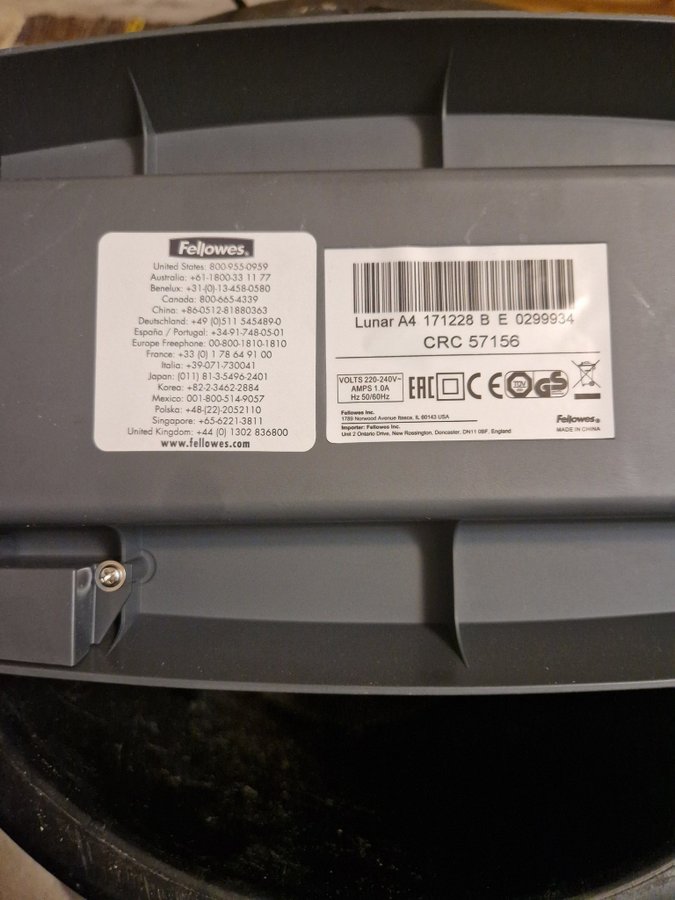 Fellowes®
United States: 800-955-0959
Australia: +61-1800-33 11 77
Benelux: +31-(0)-13-458-0580
Canada: 800-665-4339
China: +86-0512-81880363
Deutschland: +49 (0)511 545489-0
España / Portugal: +34-91-748-05-01
Europe Freephone: 00-800-1810-1810
France: +33 (0) 1 78 64 91 00
Italia: +39-071-730041
Japan: (011) 81-3-5496-2401
Korea: +82-2-3462-2884
Mexico: 001-800-514-9057
Polska: +48-(22)-2052110
Singapore: +65-6221-3811
United Kingdom: +44 (0) 1302 836800
www.fellowes.com
Lunar A4 171228 B E 0299934
CRC 57156
VOLTS 220-240V~
AMPS 1.0A
Hz 50/60Hz
EAC CE GS
Fellowes Inc.
1789 Norwood Avenue Itasca, IL 60143 USA
Importer: Fellowes Inc.
Unit 2 Ontario Drive, New Rossington, Doncaster, DN11 0BF, England
Fellowes®
MADE IN CHINA